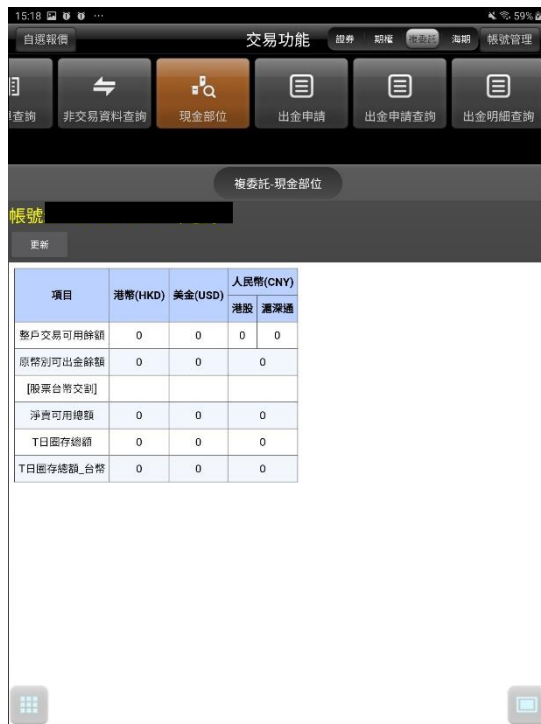 15:18
59%
自選報價
交易功能
證券 期權 複委託 海期
帳號管理
查詢
非交易資料查詢
現金部位
出金申請
出金申請查詢
出金明細查詢
複委託-現金部位
帳號
更新
項目 港幣(HKD) 美金(USD) 人民幣(CNY)
港股 滬深通
整戶交易可用餘額 0 0 0 0
原幣別可出金餘額 0 0 0
[股票台幣交割]
淨賣可用總額 0 0 0
T日圈存總額 0 0 0
T日圈存總額_台幣 0 0 0